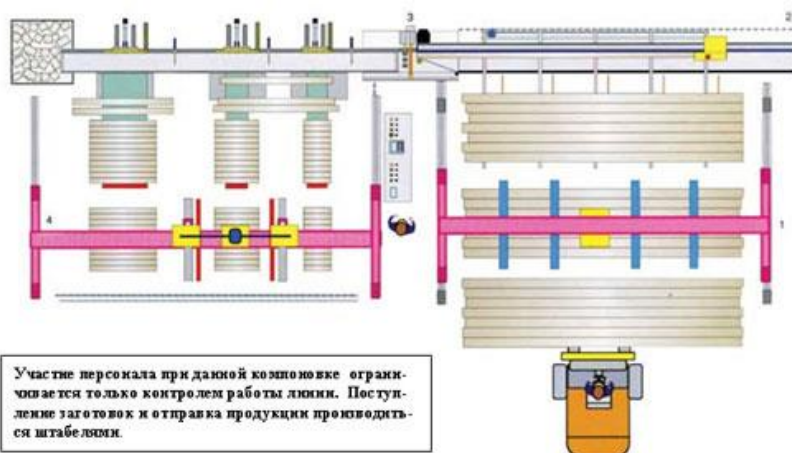 3
2
4
1
Участие персонала при данной компоновке ограни-
чивается только контролем работы линии. Поступ-
ление заготовок и отправка продукции производить-
ся штабелями.